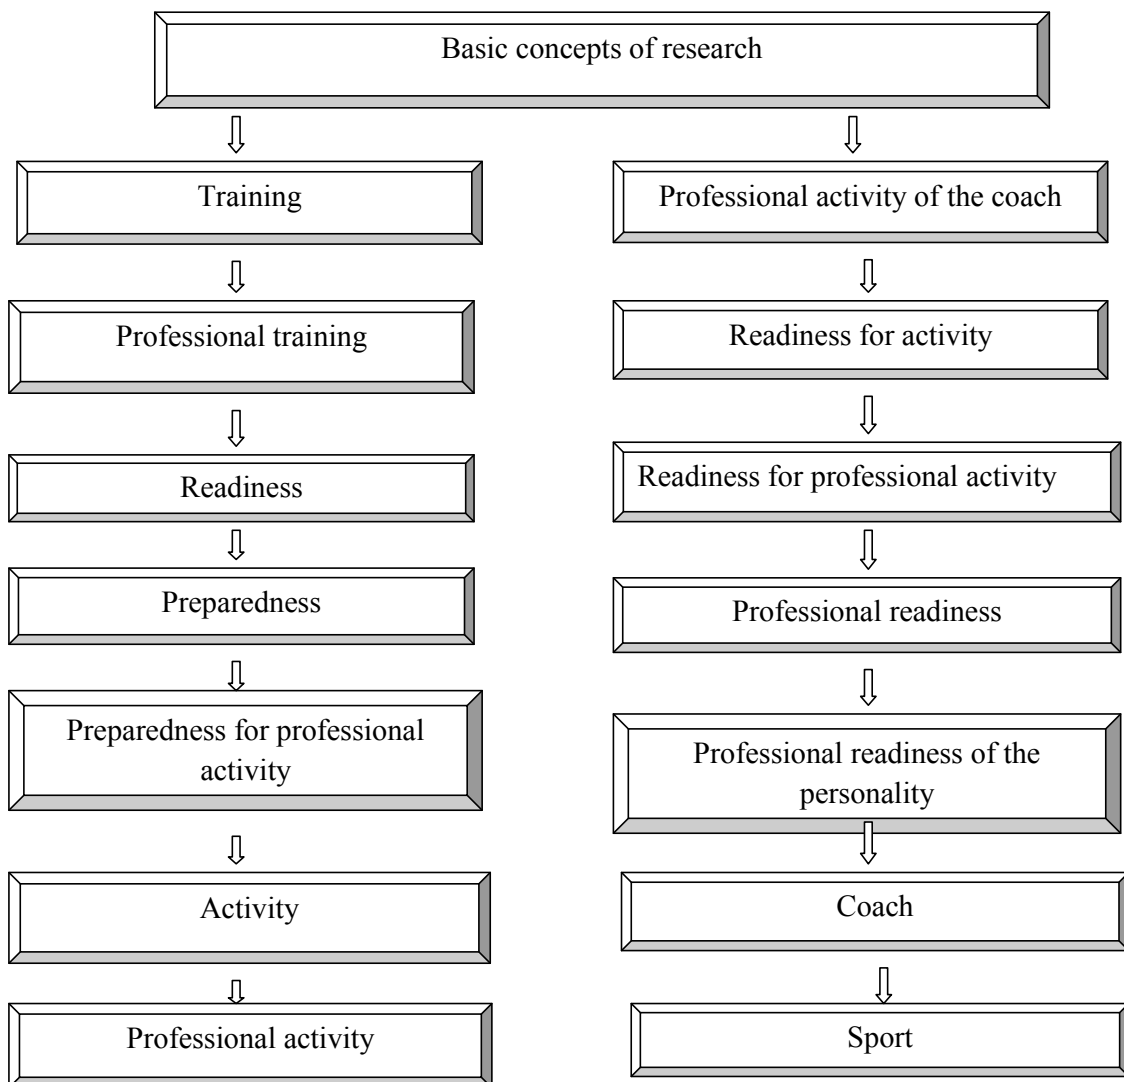 Basic concepts of research
Training
Professional activity of the coach
Professional training
Readiness for activity
Readiness
Readiness for professional activity
Preparedness
Professional readiness
Preparedness for professional
activity
Professional readiness of the
personality
Activity
Coach
Professional activity
Sport